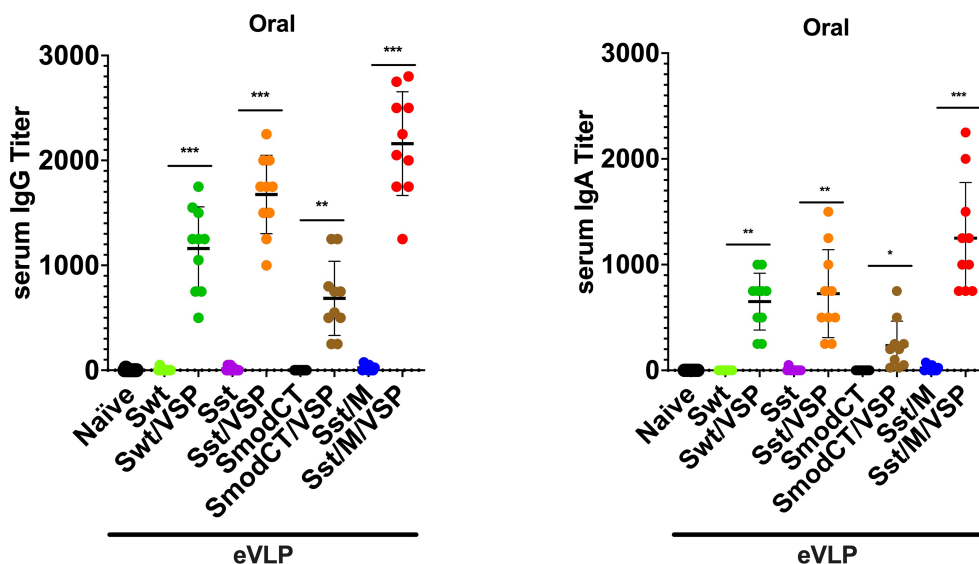 Oral
serum IgG Titer
3000
2000
1000
0
***
***
**
***
Naïve
Swt
Swt/VSP
Sst
Sst/VSP
SmodCT
SmodCT/VSP
Sst/M
Sst/M/VSP
eVLP
Oral
serum IgA Titer
3000
2000
1000
0
**
**
*
***
Naïve
Swt
Swt/VSP
Sst
Sst/VSP
SmodCT
SmodCT/VSP
Sst/M
Sst/M/VSP
eVLP